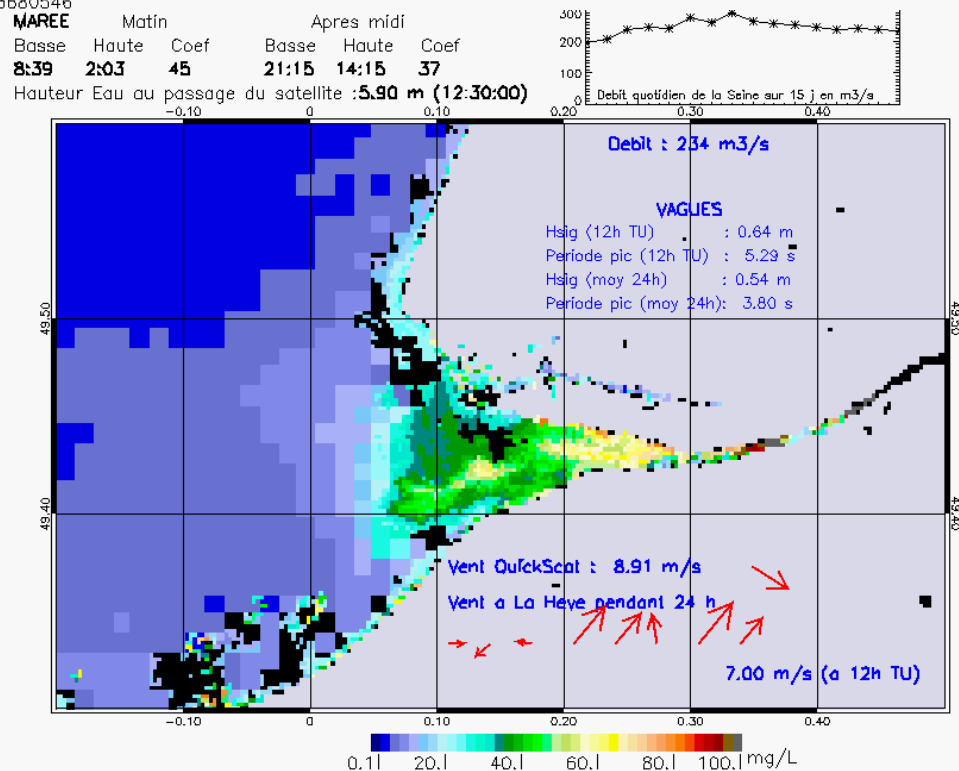 MAREE Matin Apres midi
Basse Haute Coef Basse Haute Coef
8:39 2:03 45 21:15 14:15 37
Hauteur Eau au passage du satellite :5.90 m (12:30:00)
300
200
100
0
Debit quotidien de la Seine sur 15 j en m3/s
-0.10 0 0.10 0.20 0.30 0.40
Debit : 234 m3/s
VAGUES
Hsig (12h TU) : 0.64 m
Periode pic (12h TU) : 5.29 s
Hsig (moy 24h) : 0.54 m
Periode pic (moy 24h): 3.80 s
49.50 49.50
49.40 49.40
Vent QuickScat : 8.91 m/s
Vent a La Heve pendant 24 h
7.00 m/s (a 12h TU)
-0.10 0 0.10 0.20 0.30 0.40
0.1 20. 40. 60. 80. 100. mg/L